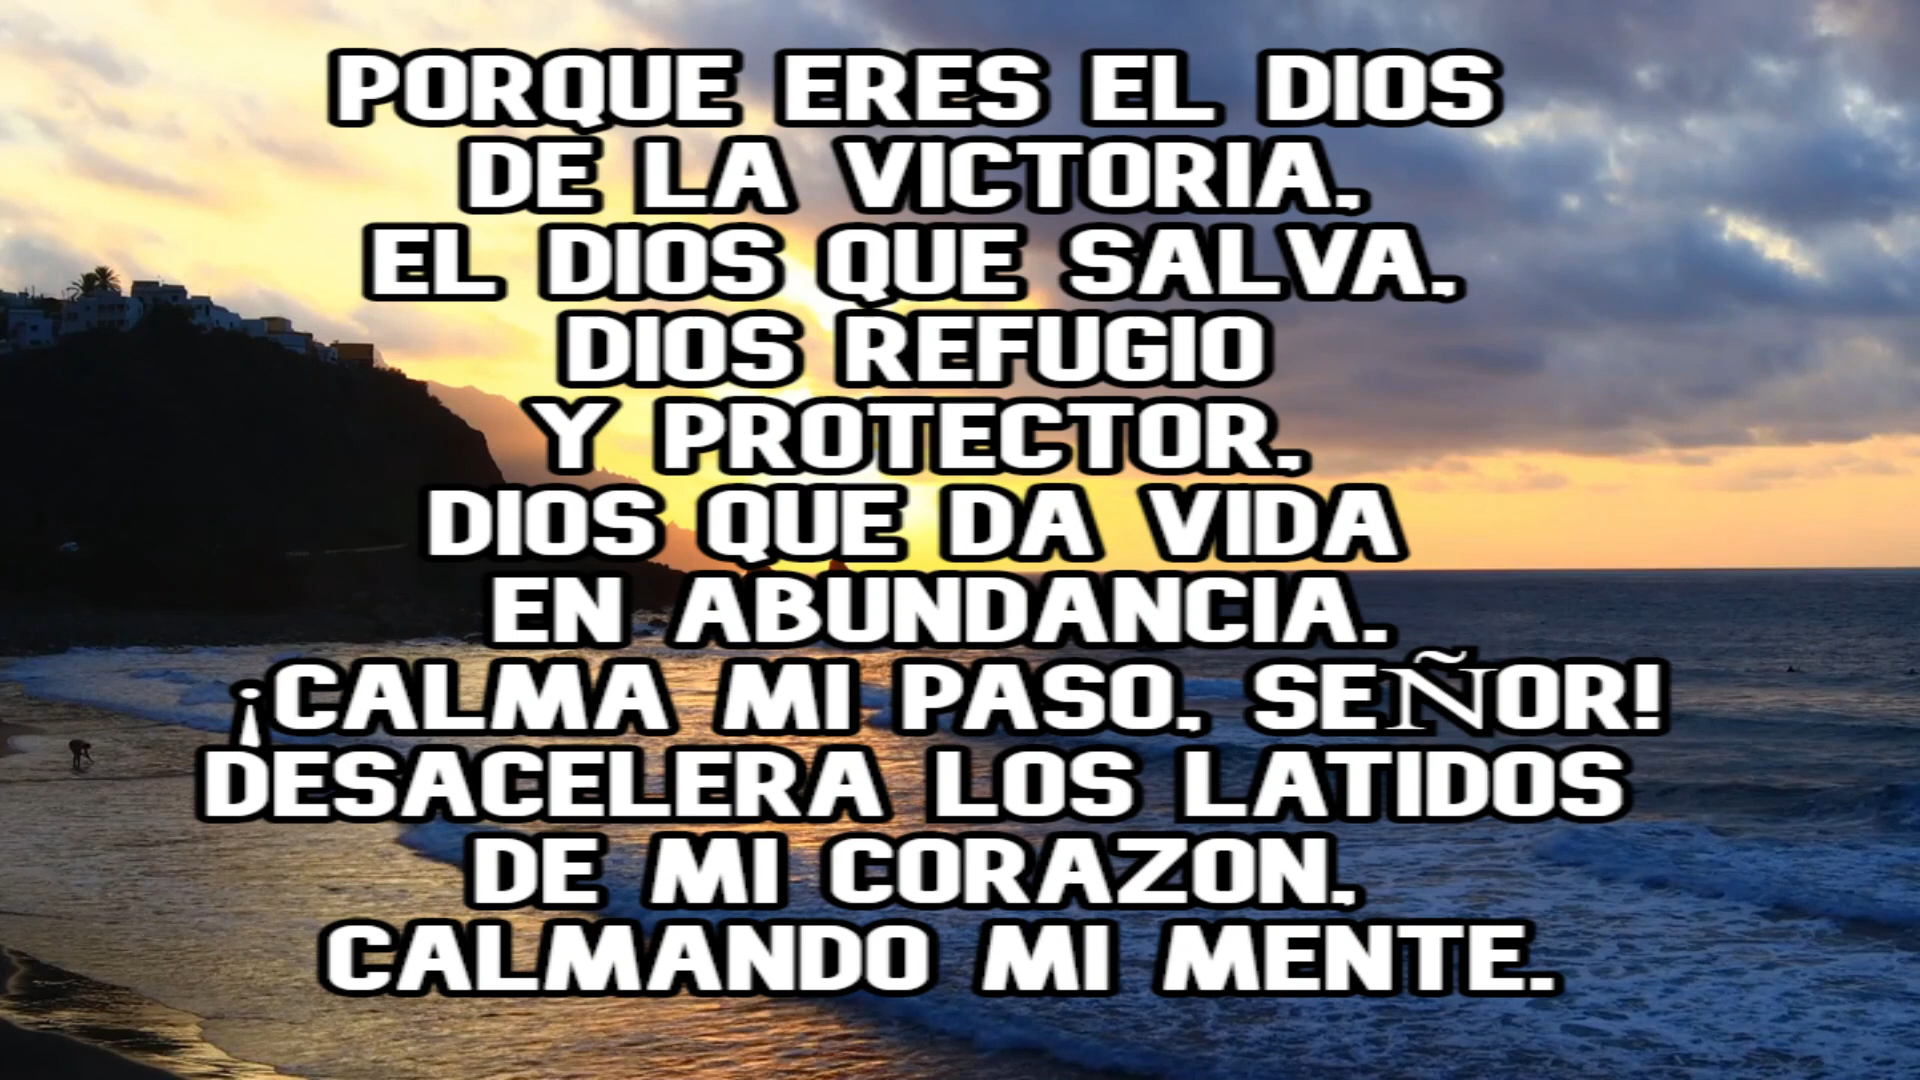 PORQUE ERES EL DIOS
DE LA VICTORIA,
EL DIOS QUE SALVA,
DIOS REFUGIO
Y PROTECTOR,
DIOS QUE DA VIDA
EN ABUNDANCIA.
¡CALMA MI PASO, SEÑOR!
DESACELERA LOS LATIDOS
DE MI CORAZON,
CALMANDO MI MENTE.